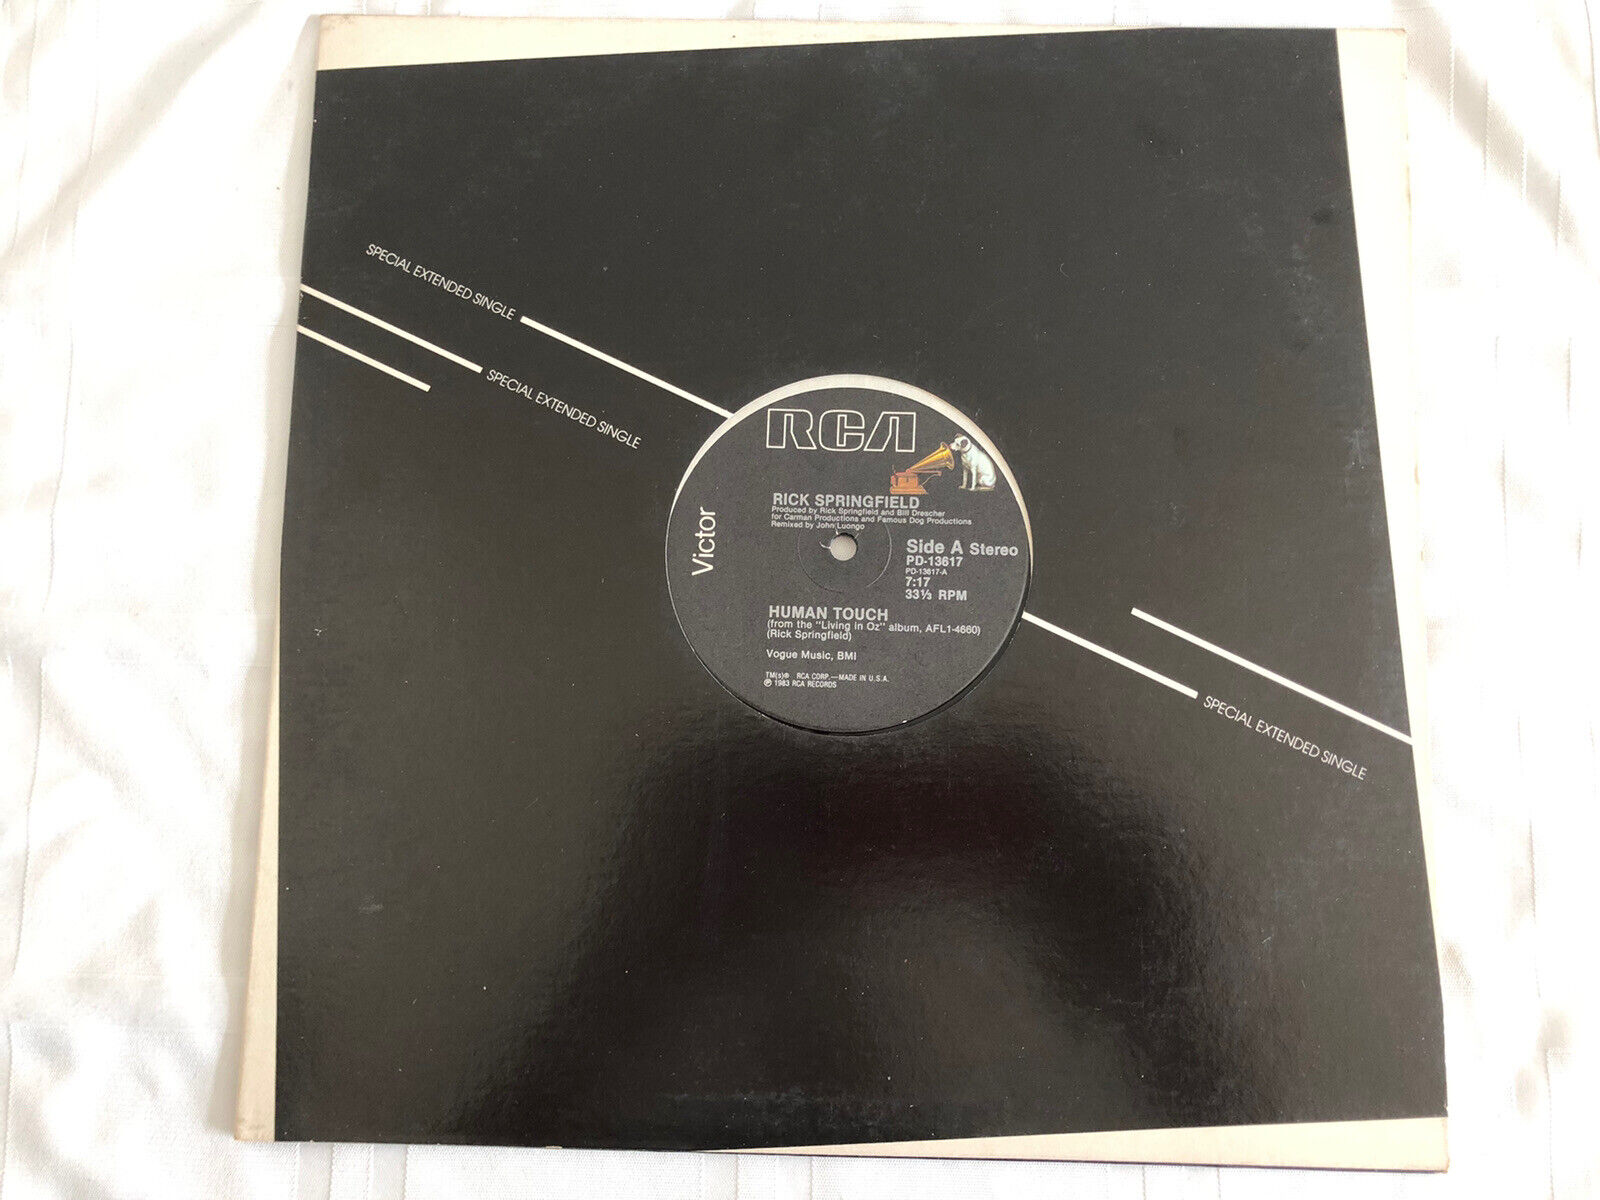 SPECIAL EXTENDED SINGLE
SPECIAL EXTENDED SINGLE
RCA
Victor
RICK SPRINGFIELD
Produced by Rick Springfield and Bill Drescher
for Carman Productions and Famous Dog Productions
Remixed by John Luongo
Side A Stereo
PD-13617
PD-13617-A
7:17
33⅓ RPM
HUMAN TOUCH
(from the "Living in Oz" album, AFL1-4660)
(Rick Springfield)
Vogue Music, BMI
TM(s)® RCA CORP.—MADE IN U.S.A.
℗ 1983 RCA RECORDS
SPECIAL EXTENDED SINGLE